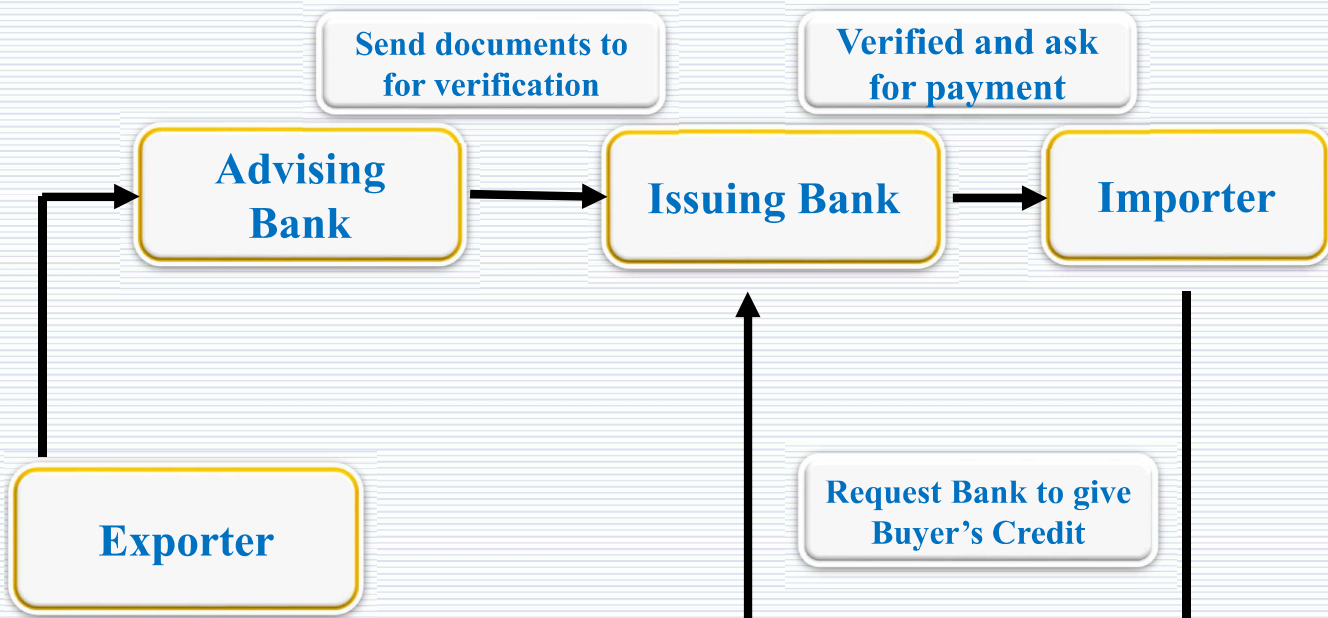 Send documents to
for verification
Verified and ask
for payment
Advising
Bank
Issuing Bank
Importer
Request Bank to give
Buyer’s Credit
Exporter